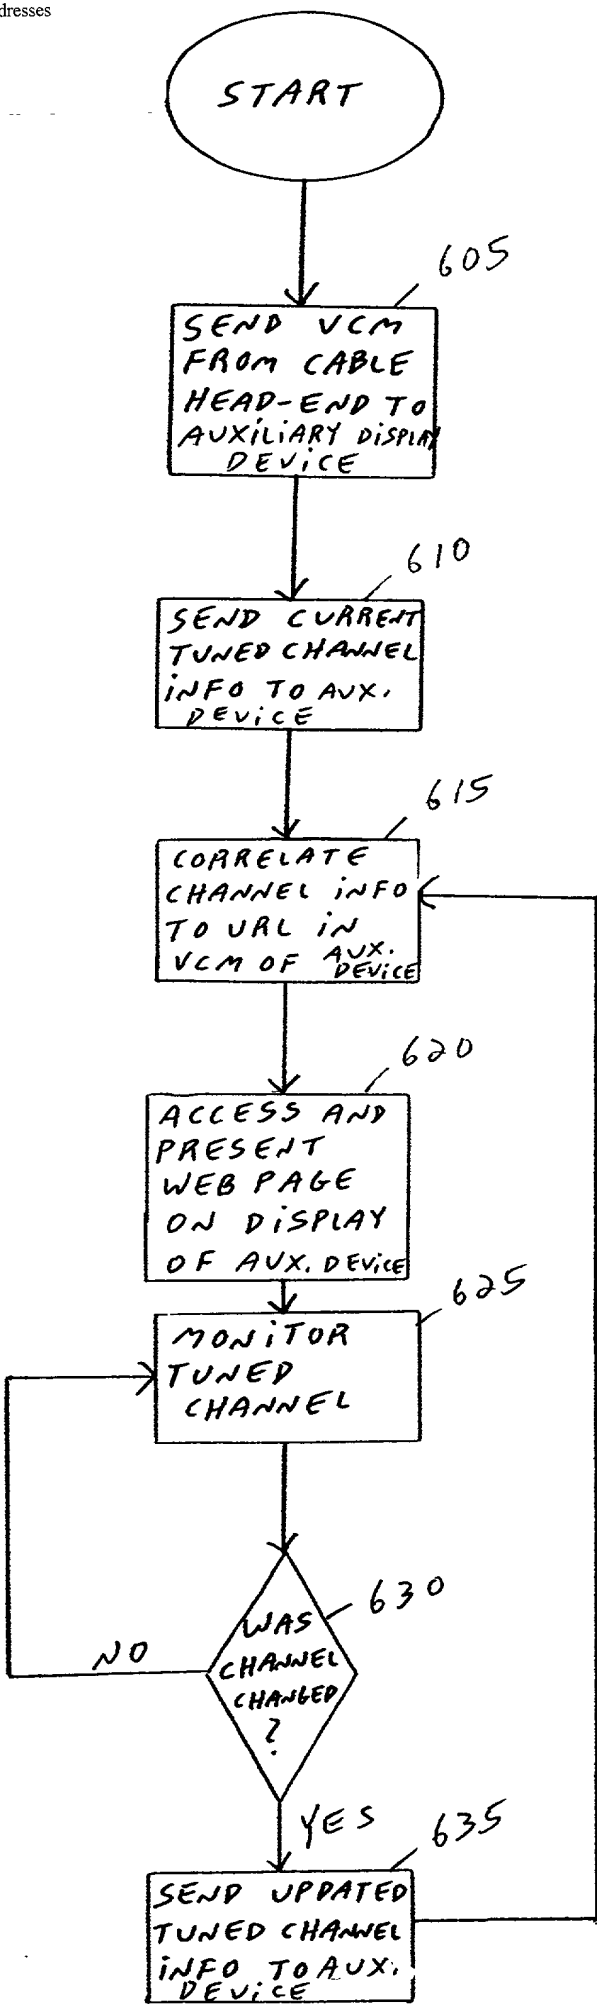 dresses
START
605
SEND VCM
FROM CABLE
HEAD-END TO
AUXILIARY DISPLAY
DEVICE
610
SEND CURRENT
TUNED CHANNEL
INFO TO AUX.
DEVICE
615
CORRELATE
CHANNEL INFO
TO URL IN
VCM OF AUX.
DEVICE
620
ACCESS AND
PRESENT
WEB PAGE
ON DISPLAY
OF AUX. DEVICE
625
MONITOR
TUNED
CHANNEL
630
WAS
CHANNEL
CHANGED
?
NO
YES
635
SEND UPDATED
TUNED CHANNEL
INFO TO AUX.
DEVICE